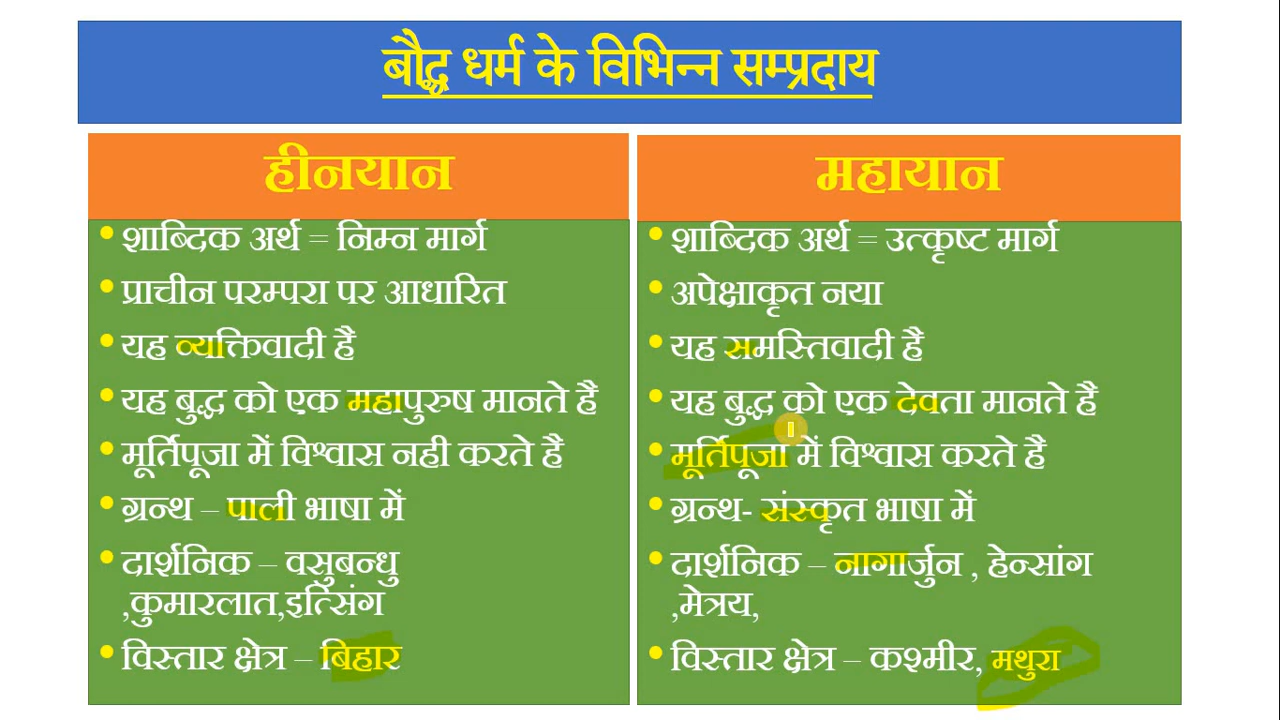 बौद्ध धर्म के विभिन्न सम्प्रदाय
हीनयान
• शाब्दिक अर्थ = निम्न मार्ग
• प्राचीन परम्परा पर आधारित
• यह व्यक्तिवादी है
• यह बुद्ध को एक महापुरुष मानते है
• मूर्तिपूजा में विश्वास नही करते है
• ग्रन्थ – पाली भाषा में
• दार्शनिक – वसुबन्धु
,कुमारलात,इत्सिंग
• विस्तार क्षेत्र – बिहार
महायान
• शाब्दिक अर्थ = उत्कृष्ट मार्ग
• अपेक्षाकृत नया
• यह समस्तिवादी है
• यह बुद्ध को एक देवता मानते है
• मूर्तिपूजा में विश्वास करते है
• ग्रन्थ- संस्कृत भाषा में
• दार्शनिक – नागार्जुन , हेन्सांग
,मेत्रय,
• विस्तार क्षेत्र – कश्मीर, मथुरा